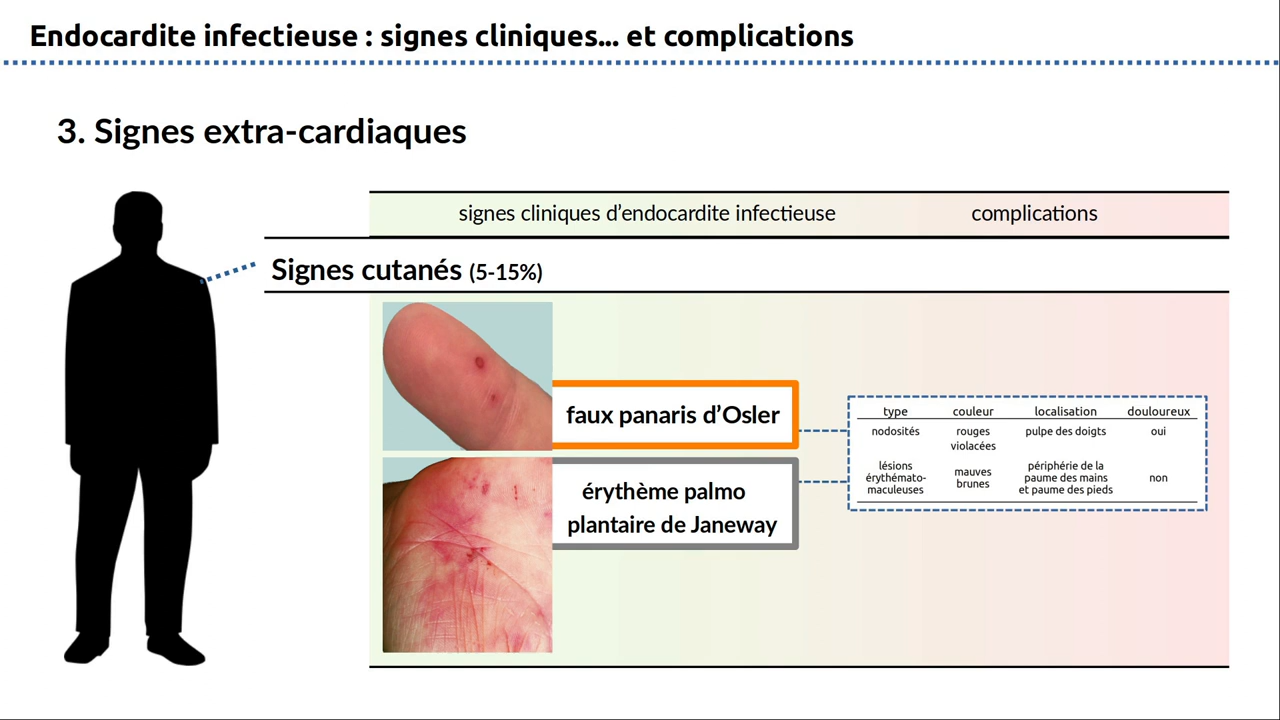 Endocardite infectieuse : signes cliniques... et complications
3. Signes extra-cardiaques
signes cliniques d’endocardite infectieuse complications
Signes cutanés (5-15%)
faux panaris d’Osler
érythème palmo
plantaire de Janeway
type couleur localisation douloureux
nodosités rouges pulpe des doigts oui
violacées
lésions périphérie de la
érythémato- mauves paume des mains non
maculeuses brunes et paume des pieds